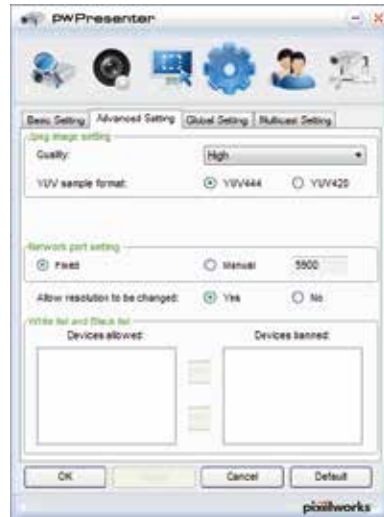 pwPresenter
Basic Setting Advanced Setting Global Setting Multicast Setting
Jpeg image setting
Quality: High
YUV sample format: YUV444 YUV420
Network port setting
Fixed Manual 5900
Allow resolution to be changed: Yes No
White list and Black list
Devices allowed: Devices banned:
OK Cancel Default
pixelworks